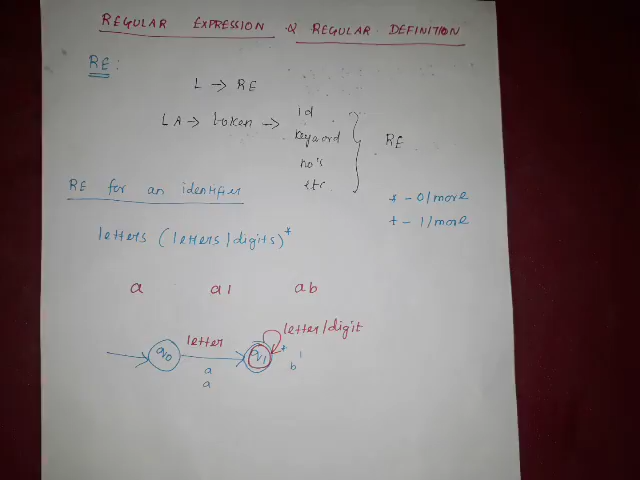 REGULAR EXPRESSION & REGULAR DEFINITION
RE:
L → RE
LA → token → id
keyword
no's
etc
RE
RE for an identifier
* - 0/more
+ - 1/more
letters (letters/digits)*
a a1 ab
letter
letter/digit
q0
q1
*
a
a
1
b